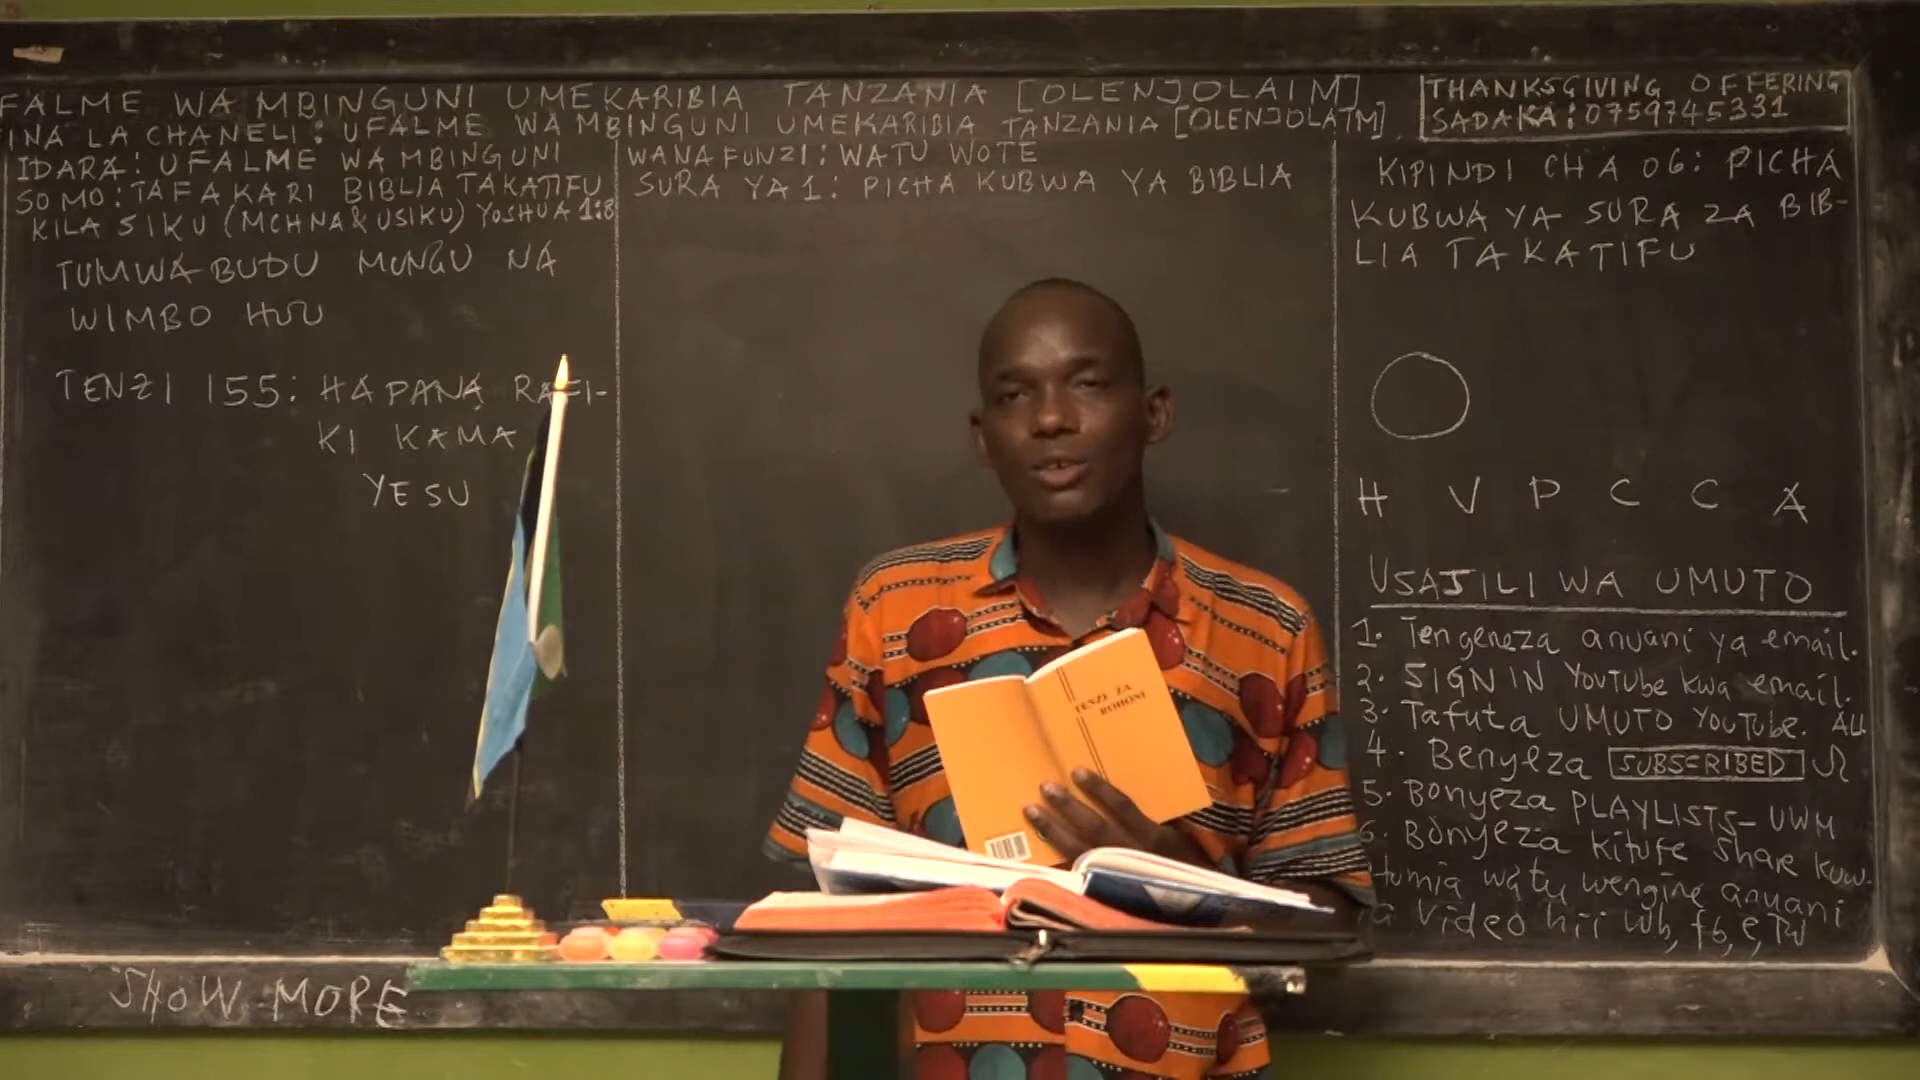 FALME WA MBINGUNI UMEKARIBIA TANZANIA [OLENJOLAIM]
INA LA CHANELI: UFALME WA MBINGUNI UMEKARIBIA TANZANIA [OLENJOLAIM]
THANKSGIVING OFFERING
SADAKA: 0759745331
IDARA: UFALME WA MBINGUNI
SOMO: TAFAKARI BIBLIA TAKATIFU
KILA SIKU (MCHNA & USIKU) YOSHUA 1:8
TUMWABUDU MUNGU NA
WIMBO HUU
TENZI 155: HAPANA RAFI-
KI KAMA
YESU
WANAFUNZI: WATU WOTE
SURA YA 1: PICHA KUBWA YA BIBLIA
KIPINDI CHA 06: PICHA
KUBWA YA SURA ZA BIB-
LIA TAKATIFU
H V P C C A
USAJILI WA UMUTO
1. Tengeneza anuani ya email.
2. SIGN IN YOUTUBE kwa email.
3. Tafuta UMUTO YOUTUBE. ALL
4. Benyeza SUBSCRIBED
5. Bonyeza PLAYLISTS-UWM
6. Bonyeza kitufe share kuw-
tumia watu wengine anuani
ya video hii wb, fb, e, Tw
TENZI ZA
ROHONI
SHOW MORE